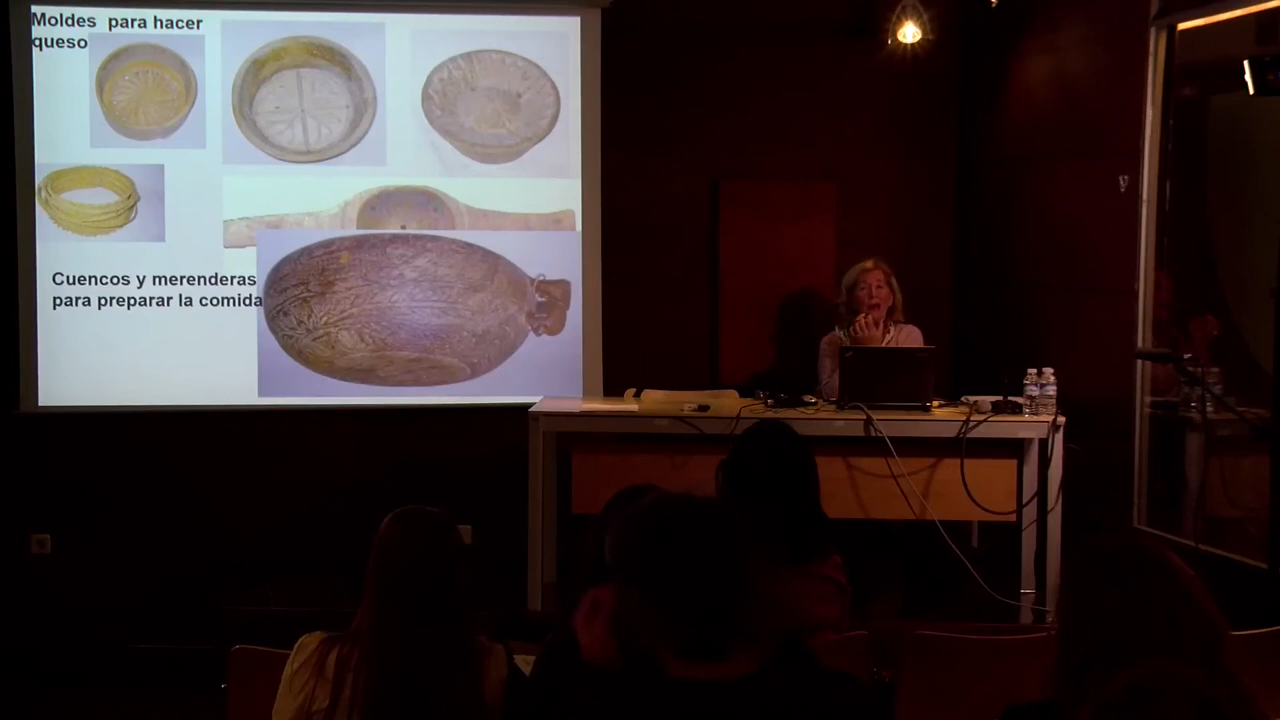 Moldes para hacer
queso
Cuencos y merenderas
para preparar la comida